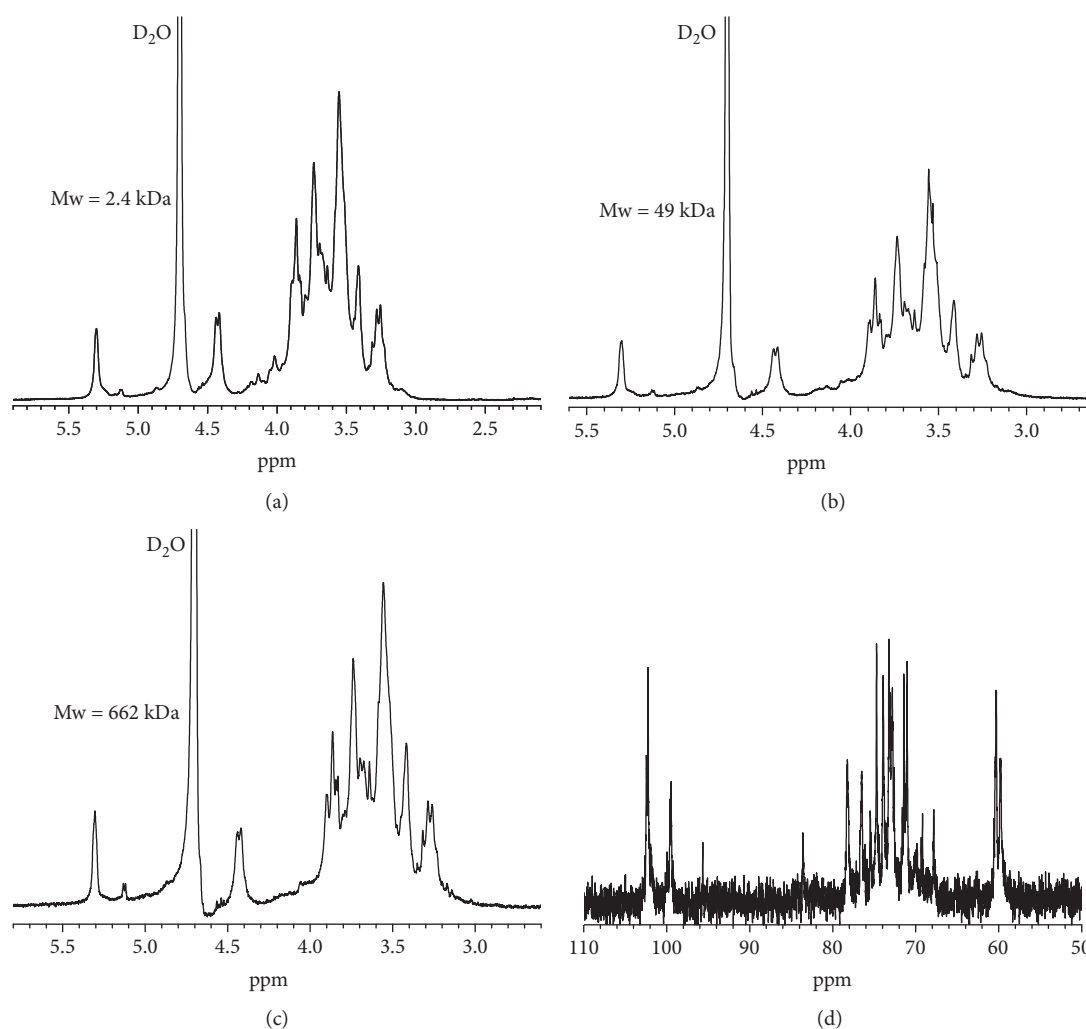 D₂O
Mw = 2.4 kDa
5.5 5.0 4.5 4.0 3.5 3.0 2.5
ppm
(a)
D₂O
Mw = 49 kDa
5.5 5.0 4.5 4.0 3.5 3.0
ppm
(b)
D₂O
Mw = 662 kDa
5.5 5.0 4.5 4.0 3.5 3.0
ppm
(c)
110 100 90 80 70 60 50
ppm
(d)